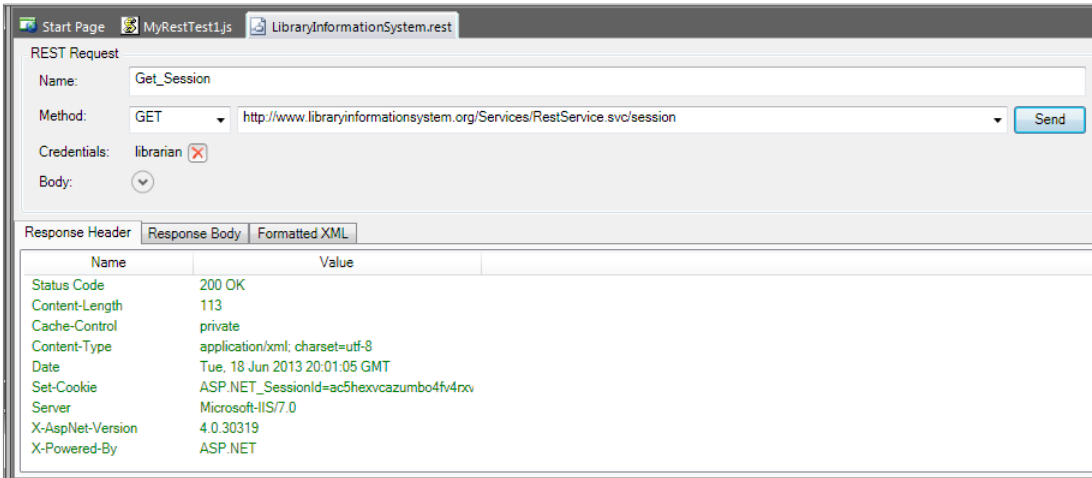 Start Page MyRestTest1.js LibraryInformationSystem.rest
REST Request
Name: Get_Session
Method: GET http://www.libraryinformationsystem.org/Services/RestService.svc/session Send
Credentials: librarian
Body:
Response Header Response Body Formatted XML
Name Value
Status Code 200 OK
Content-Length 113
Cache-Control private
Content-Type application/xml; charset=utf-8
Date Tue, 18 Jun 2013 20:01:05 GMT
Set-Cookie ASP.NET_SessionId=ac5hexvcazumbo4fv4rxv
Server Microsoft-IIS/7.0
X-AspNet-Version 4.0.30319
X-Powered-By ASP.NET